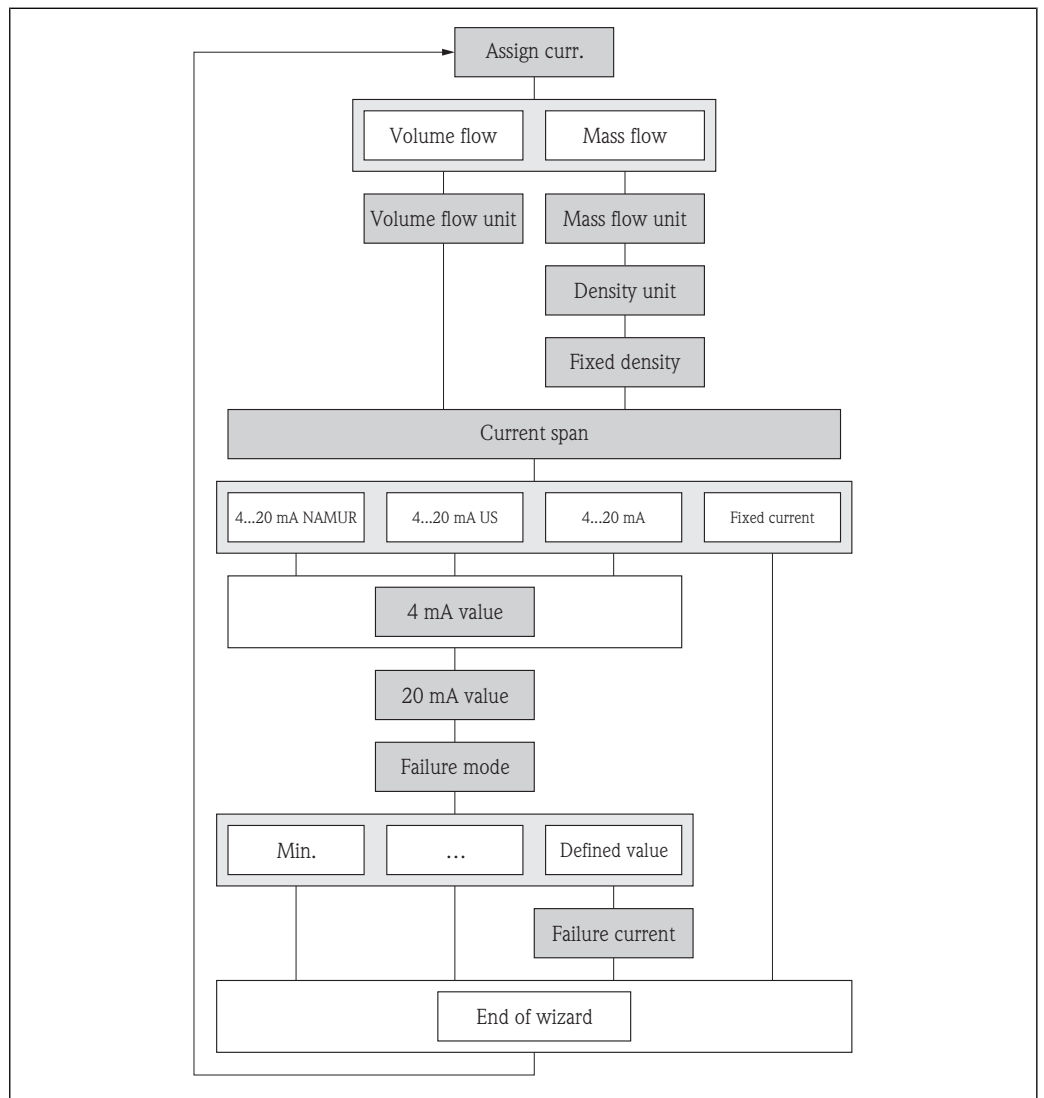 Assign curr.
Volume flow
Mass flow
Volume flow unit
Mass flow unit
Density unit
Fixed density
Current span
4...20 mA NAMUR
4...20 mA US
4...20 mA
Fixed current
4 mA value
20 mA value
Failure mode
Min.
...
Defined value
Failure current
End of wizard